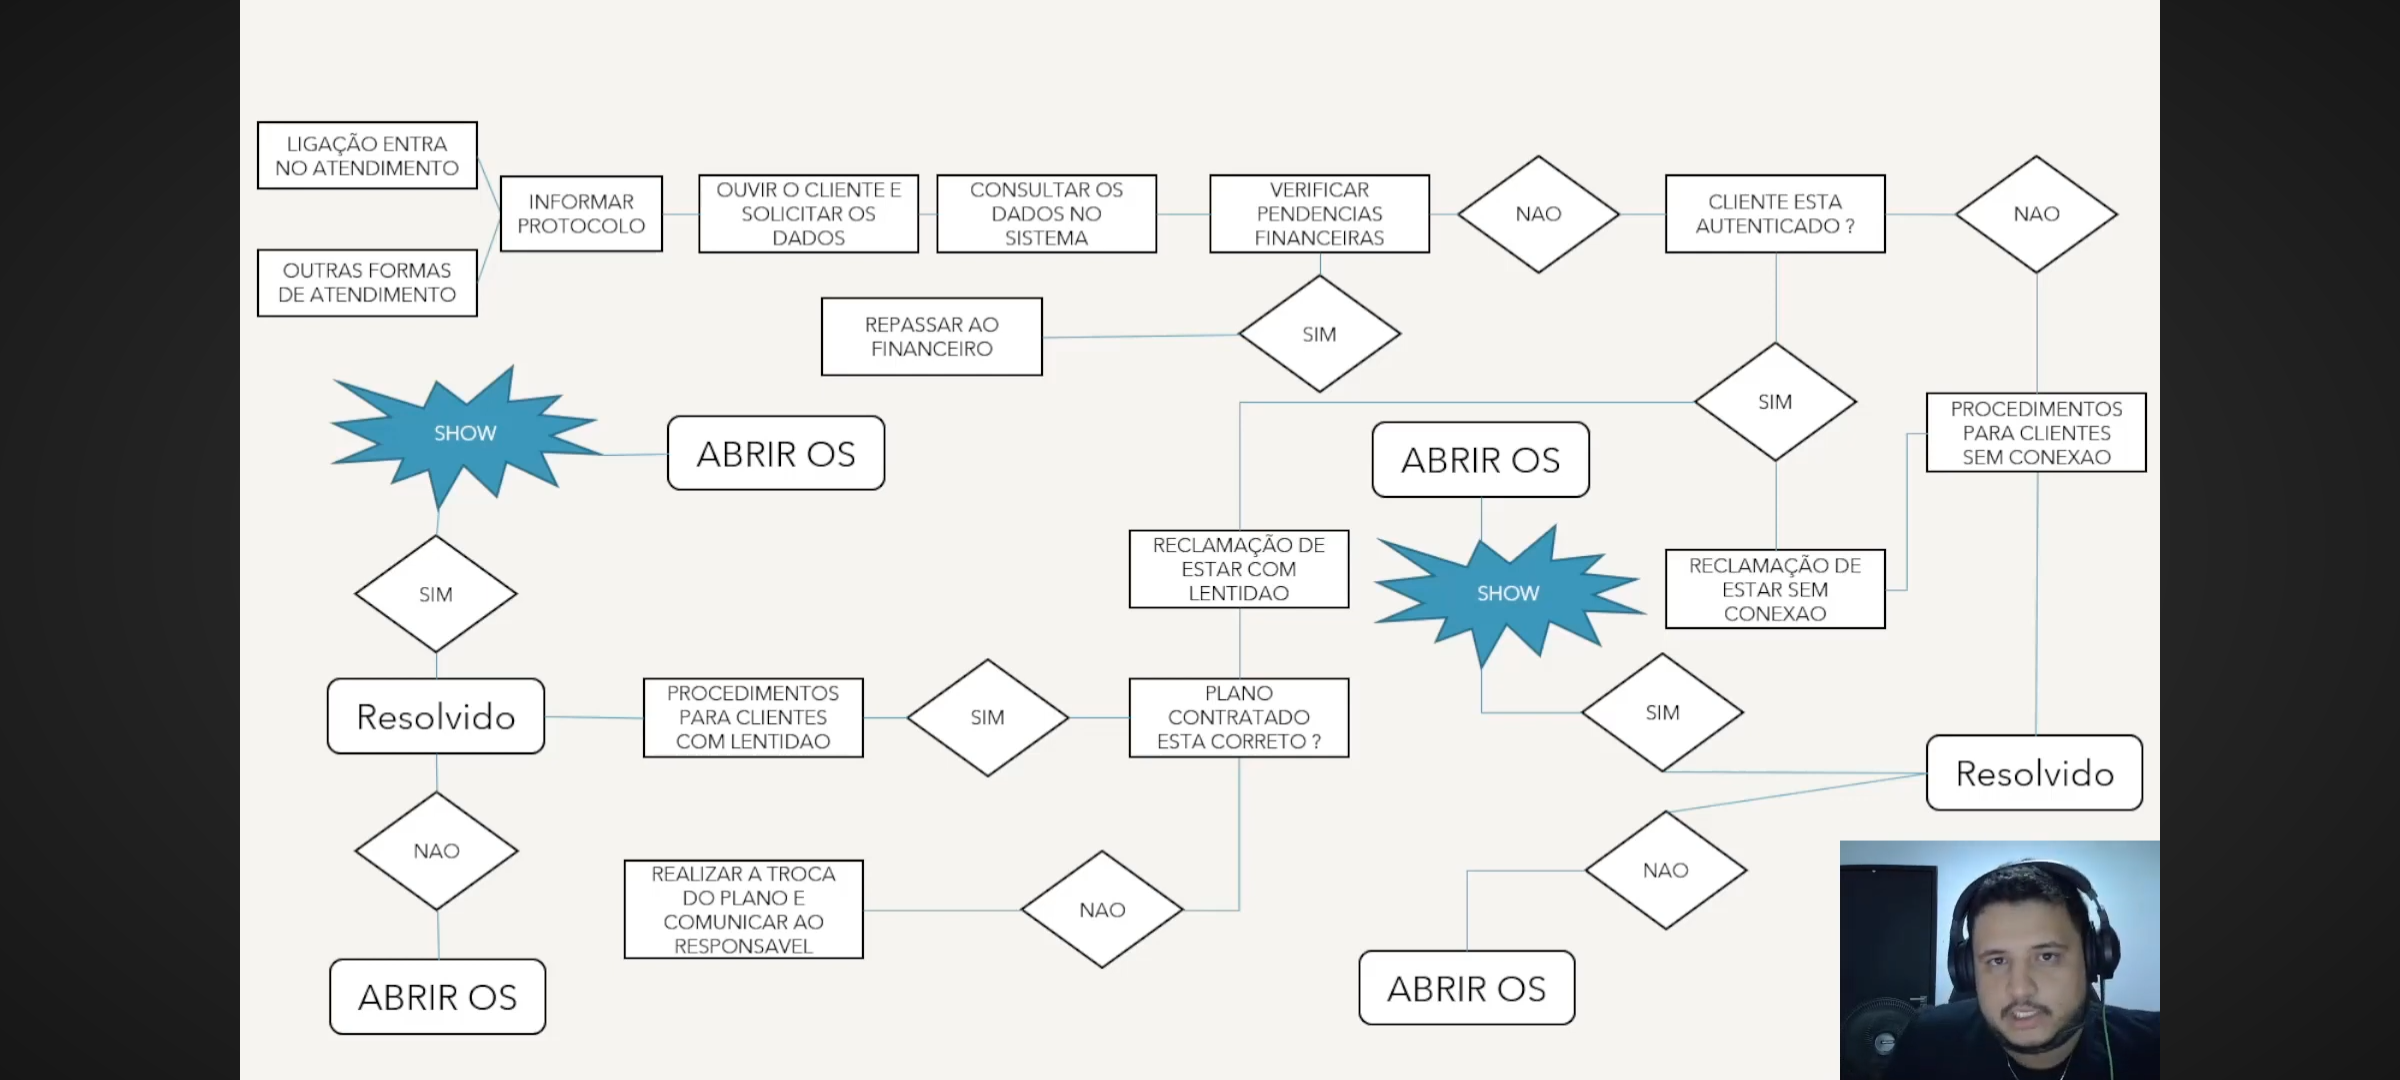 LIGAÇÃO ENTRA
NO ATENDIMENTO
OUTRAS FORMAS
DE ATENDIMENTO
INFORMAR
PROTOCOLO
OUVIR O CLIENTE E
SOLICITAR OS
DADOS
CONSULTAR OS
DADOS NO
SISTEMA
VERIFICAR
PENDENCIAS
FINANCEIRAS
NAO
CLIENTE ESTA
AUTENTICADO ?
NAO
REPASSAR AO
FINANCEIRO
SIM
SIM
SHOW
ABRIR OS
ABRIR OS
PROCEDIMENTOS
PARA CLIENTES
SEM CONEXAO
SIM
RECLAMAÇÃO DE
ESTAR COM
LENTIDAO
SHOW
RECLAMAÇÃO DE
ESTAR SEM
CONEXAO
Resolvido
PROCEDIMENTOS
PARA CLIENTES
COM LENTIDAO
SIM
PLANO
CONTRATADO
ESTA CORRETO ?
SIM
Resolvido
NAO
REALIZAR A TROCA
DO PLANO E
COMUNICAR AO
RESPONSAVEL
NAO
NAO
ABRIR OS
ABRIR OS